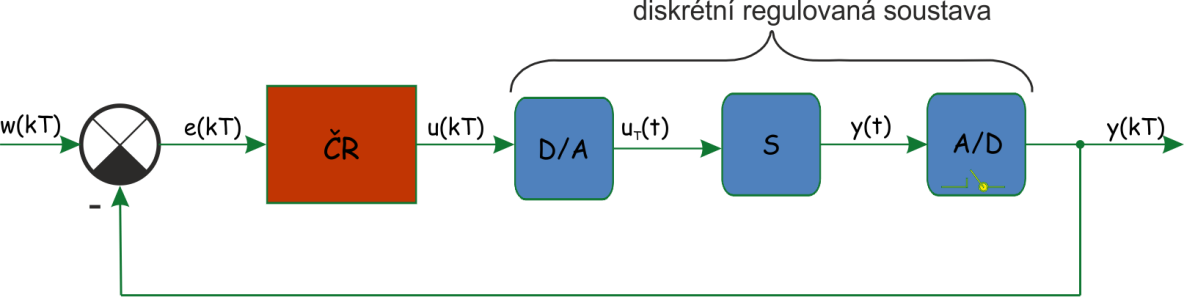 diskrétní regulovaná soustava
w(kT)
e(kT)
ČR
u(kT)
D/A
uT(t)
S
y(t)
A/D
y(kT)
-